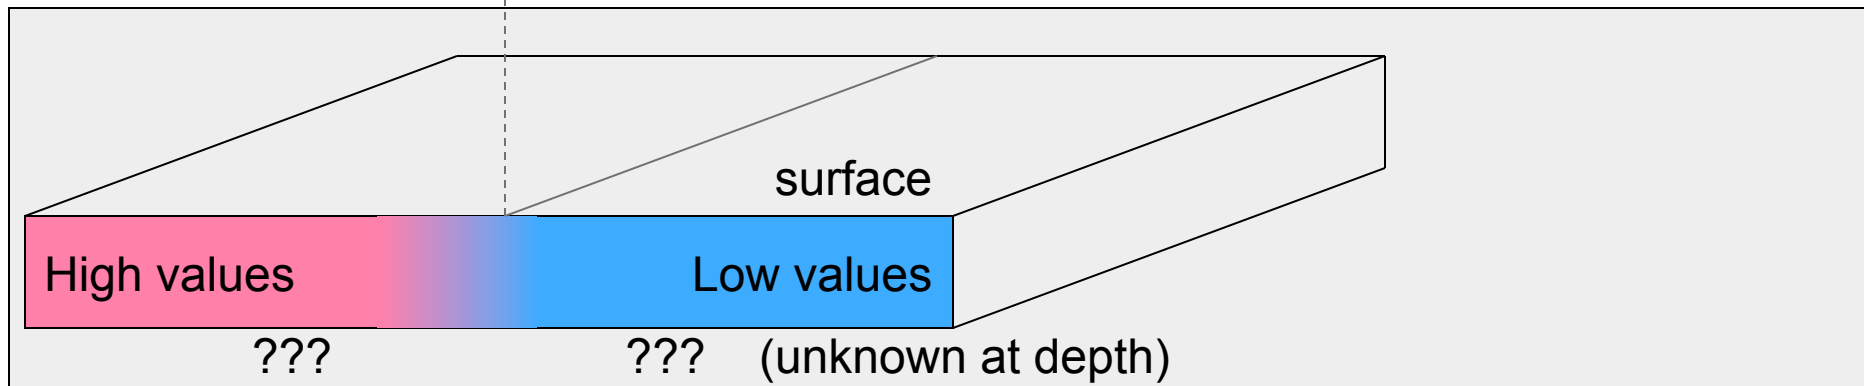 surface
High values
Low values
??? ??? (unknown at depth)